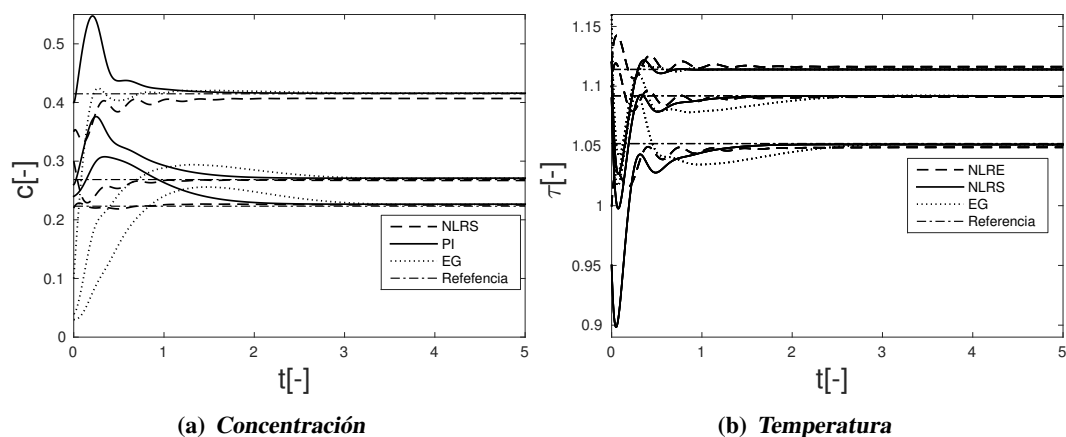 0.5
0.4
0.3
0.2
0.1
0
c[-]
0 1 2 3 4 5
t[-]
NLRS
PI
EG
Refefencia
(a) Concentración
1.15
1.1
1.05
1
0.95
0.9
τ[-]
0 1 2 3 4 5
t[-]
NLRE
NLRS
EG
Referencia
(b) Temperatura